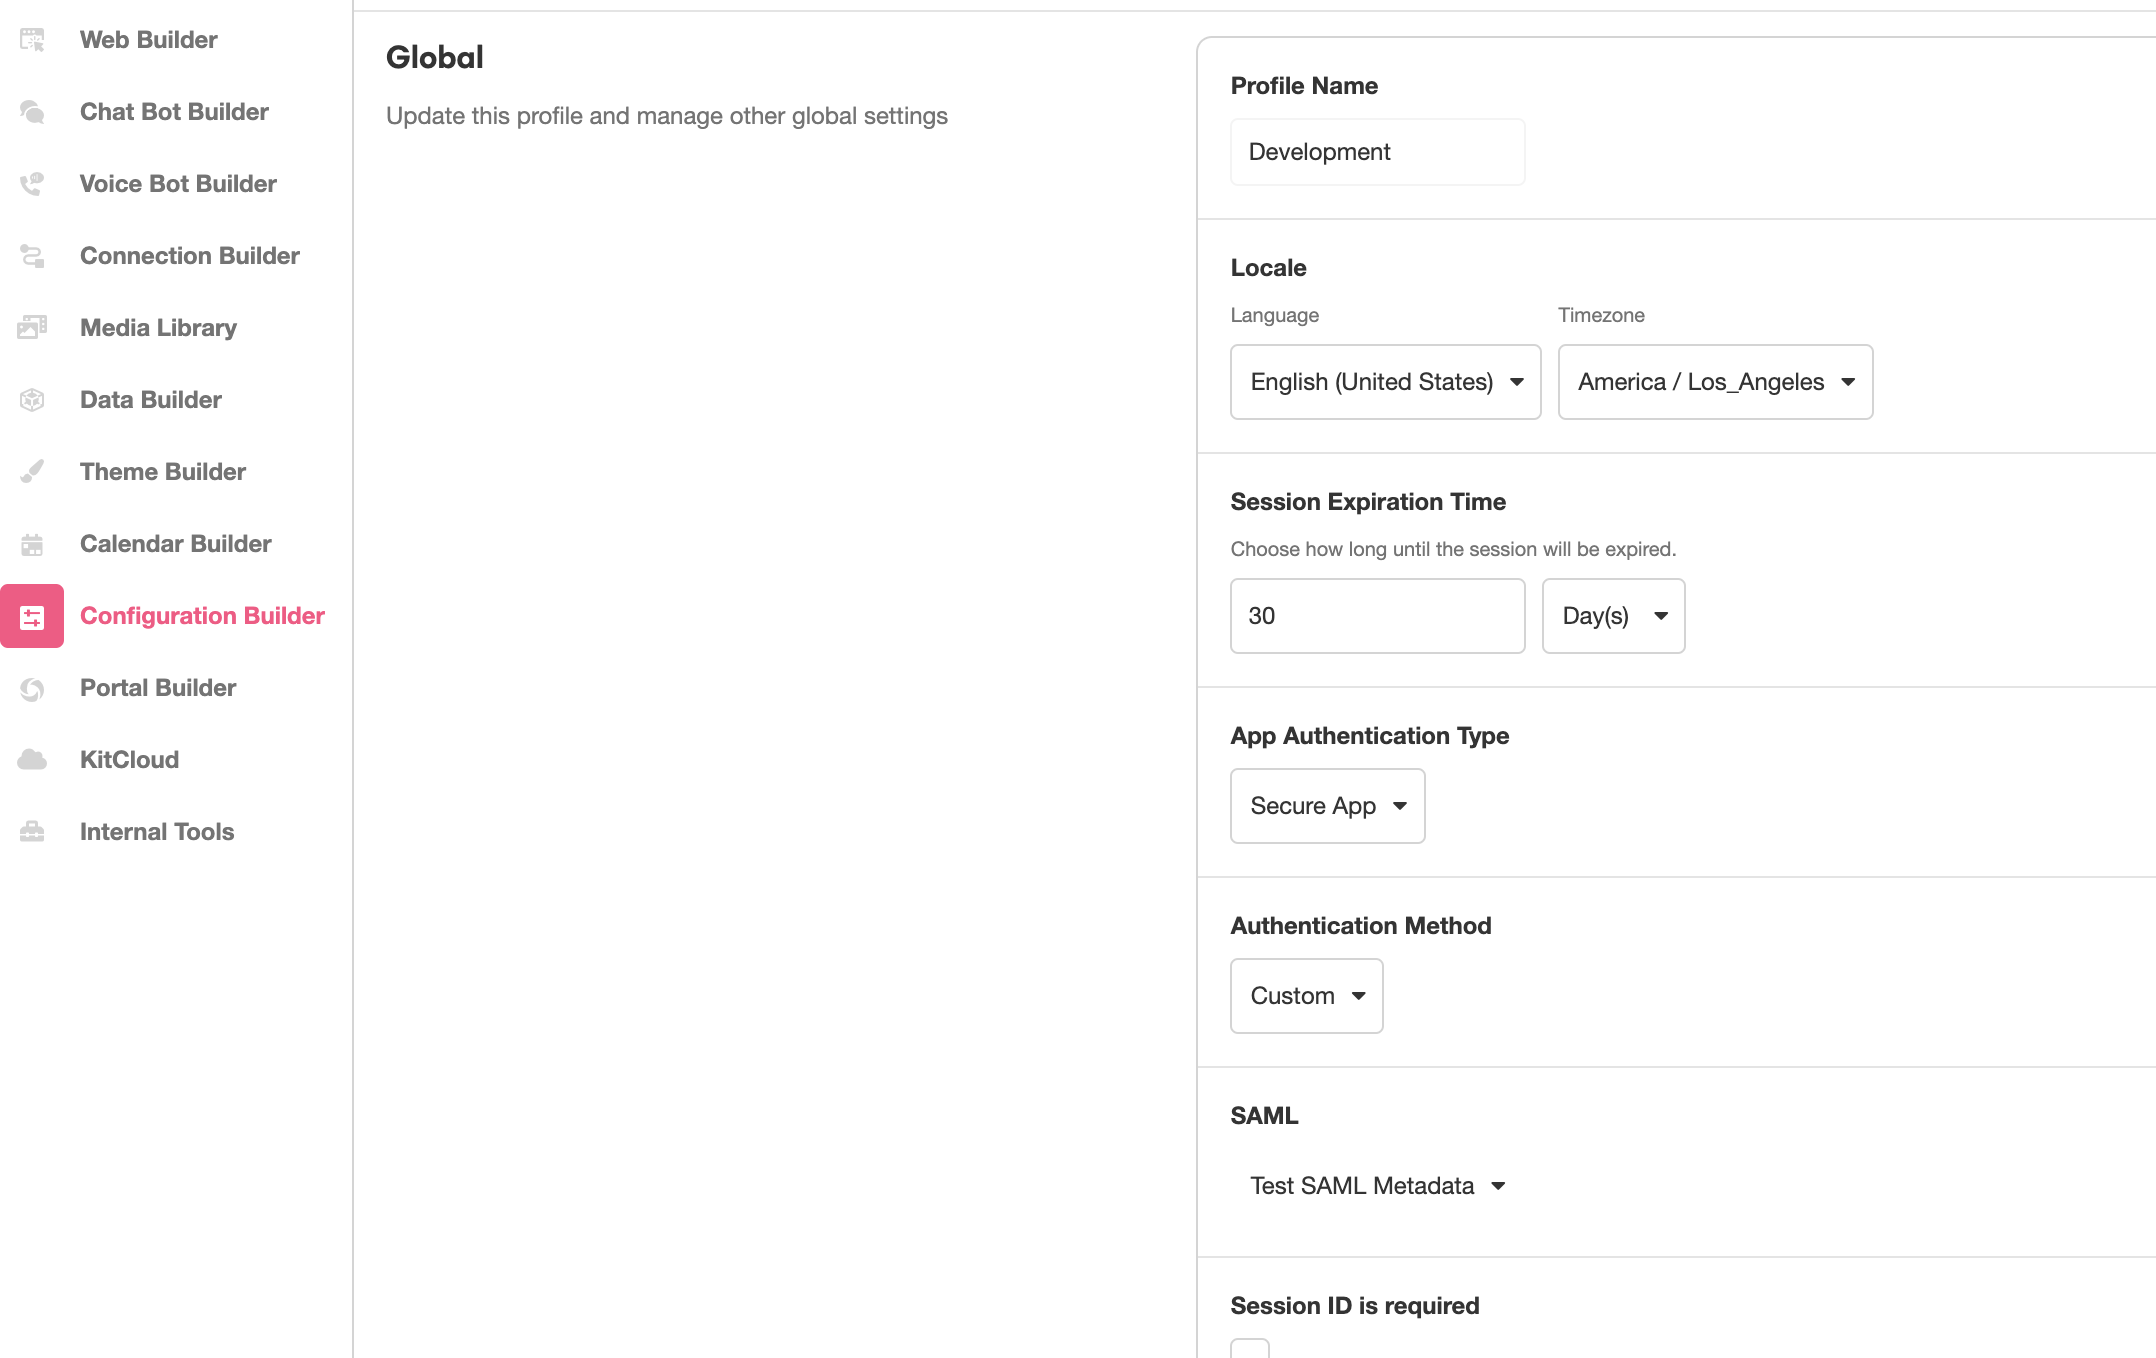 Web Builder
Chat Bot Builder
Voice Bot Builder
Connection Builder
Media Library
Data Builder
Theme Builder
Calendar Builder
Configuration Builder
Portal Builder
KitCloud
Internal Tools
Global
Update this profile and manage other global settings
Profile Name
Development
Locale
Language Timezone
English (United States) America / Los_Angeles
Session Expiration Time
Choose how long until the session will be expired.
30 Day(s)
App Authentication Type
Secure App
Authentication Method
Custom
SAML
Test SAML Metadata
Session ID is required